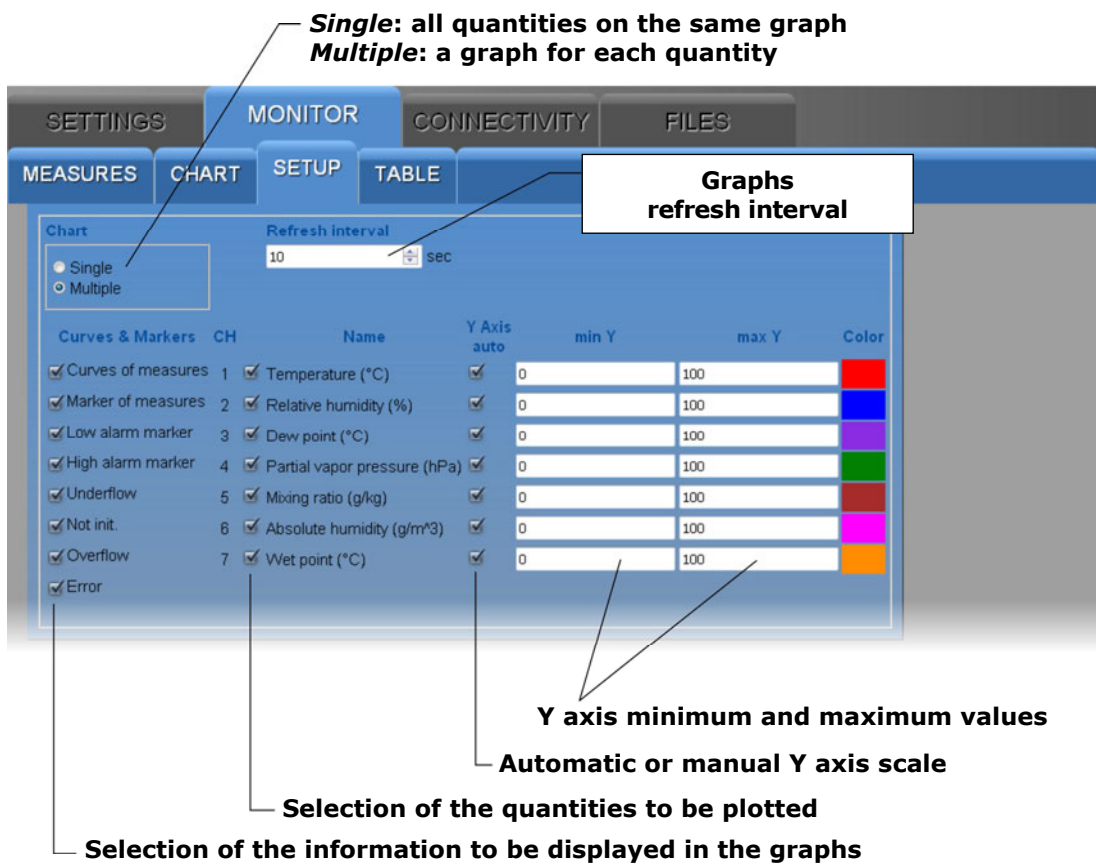 Single: all quantities on the same graph
Multiple: a graph for each quantity
SETTINGS MONITOR CONNECTIVITY FILES
MEASURES CHART SETUP TABLE
Graphs
refresh interval
Chart Refresh interval
10 sec
Single
Multiple
Curves & Markers CH Name Y Axis auto min Y max Y Color
Curves of measures 1 Temperature (°C) 0 100
Marker of measures 2 Relative humidity (%) 0 100
Low alarm marker 3 Dew point (°C) 0 100
High alarm marker 4 Partial vapor pressure (hPa) 0 100
Underflow 5 Mixing ratio (g/kg) 0 100
Not init. 6 Absolute humidity (g/m^3) 0 100
Overflow 7 Wet point (°C) 0 100
Error
Y axis minimum and maximum values
Automatic or manual Y axis scale
Selection of the quantities to be plotted
Selection of the information to be displayed in the graphs